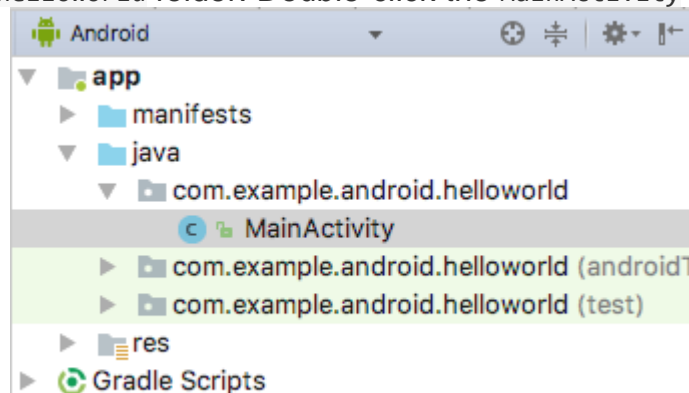 Android
app
manifests
java
com.example.android.helloworld
MainActivity
com.example.android.helloworld
com.example.android.helloworld (test)
res
Gradle Scripts